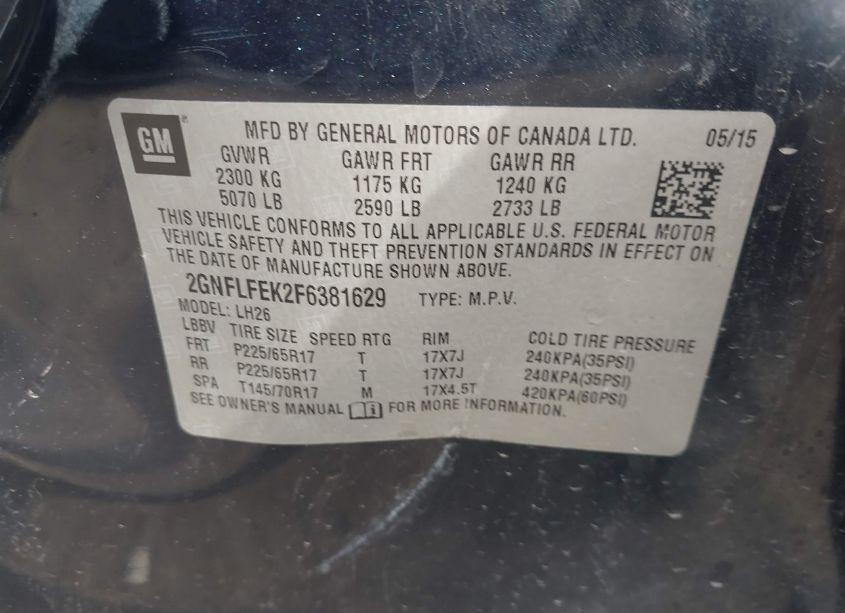 GM MFD BY GENERAL MOTORS OF CANADA LTD. 05/15
GVWR GAWR FRT GAWR RR
2300 KG 1175 KG 1240 KG
5070 LB 2590 LB 2733 LB
THIS VEHICLE CONFORMS TO ALL APPLICABLE U.S. FEDERAL MOTOR
VEHICLE SAFETY AND THEFT PREVENTION STANDARDS IN EFFECT ON
THE DATE OF MANUFACTURE SHOWN ABOVE.
2GNFLFEK2F6381629 TYPE: M.P.V.
MODEL: LH26
LBBV TIRE SIZE SPEED RTG RIM COLD TIRE PRESSURE
FRT P225/65R17 T 17X7J 240KPA(35PSI)
RR P225/65R17 T 17X7J 240KPA(35PSI)
SPA T145/70R17 M 17X4.5T 420KPA(60PSI)
SEE OWNER'S MANUAL FOR MORE INFORMATION.